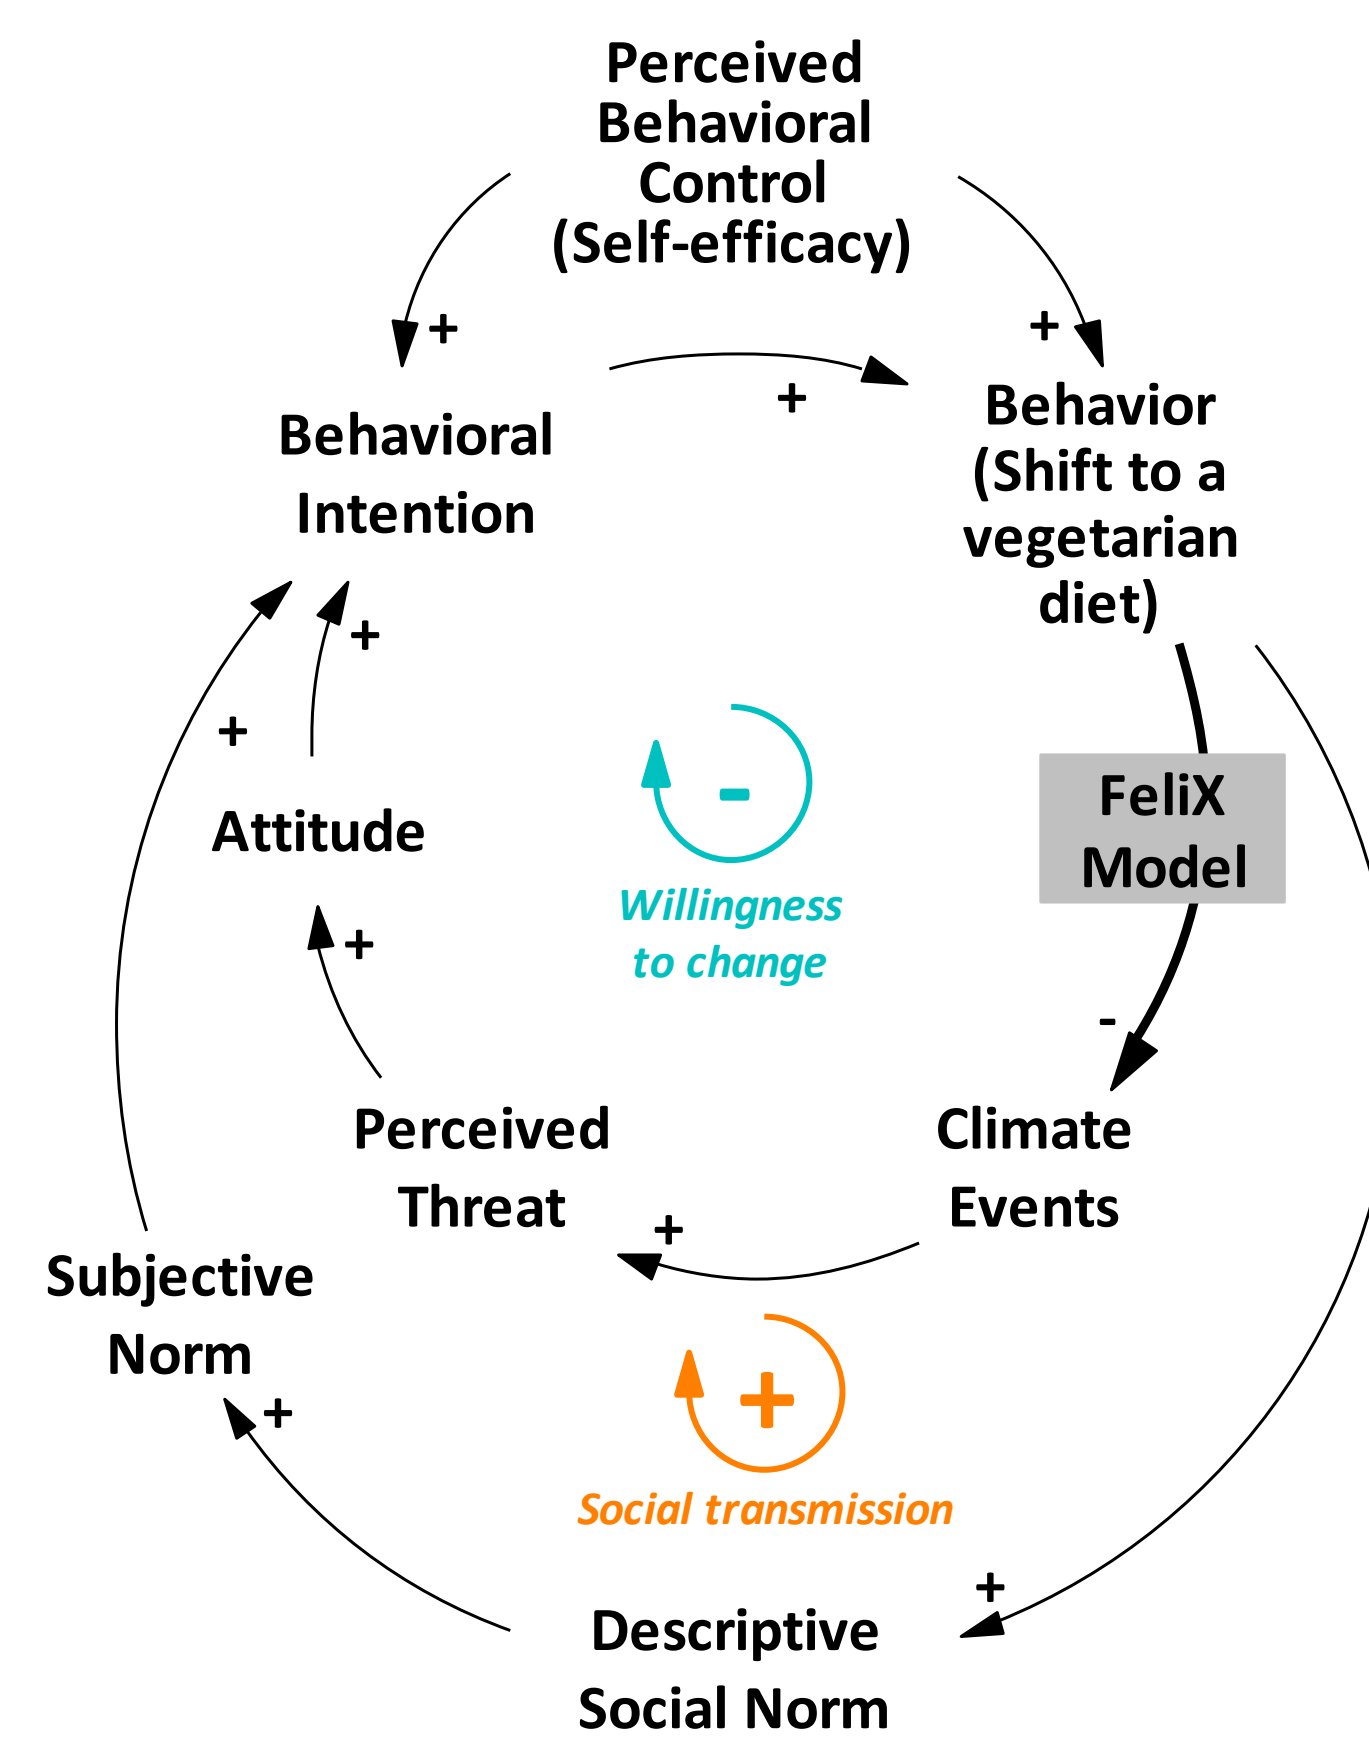 Perceived
Behavioral
Control
(Self-efficacy)
+
+
+
Behavioral
Intention
Behavior
(Shift to a
vegetarian
diet)
+
+
Attitude
-
Willingness
to change
FeliX
Model
+
-
Perceived
Threat
Climate
Events
+
Subjective
Norm
+
+
Social transmission
+
Descriptive
Social Norm